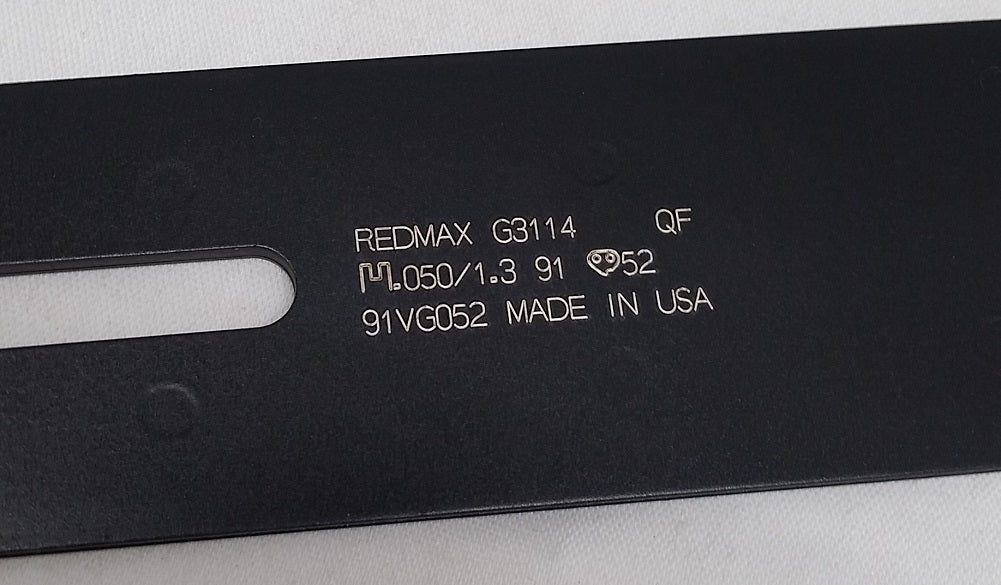 REDMAX G3114 QF
.050/1.3 91 52
91VG052 MADE IN USA